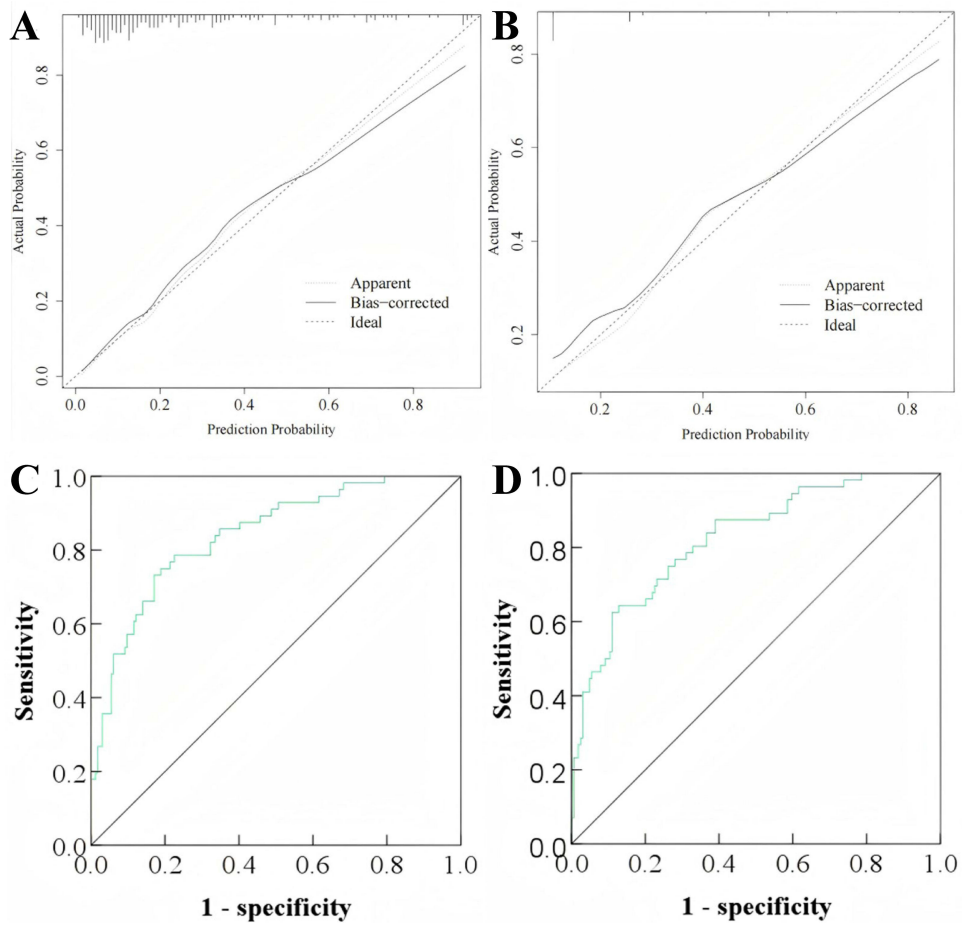 A
Actual Probability
0.8
0.6
0.4
0.2
0.0
Apparent
Bias-corrected
Ideal
0.0 0.2 0.4 0.6 0.8
Prediction Probability
B
Actual Probability
0.8
0.6
0.4
0.2
Apparent
Bias-corrected
Ideal
0.2 0.4 0.6 0.8
Prediction Probability
C
Sensitivity
1.0
0.8
0.6
0.4
0.2
0.0
0.0 0.2 0.4 0.6 0.8 1.0
1 - specificity
D
Sensitivity
1.0
0.8
0.6
0.4
0.2
0.0
0.0 0.2 0.4 0.6 0.8 1.0
1 - specificity